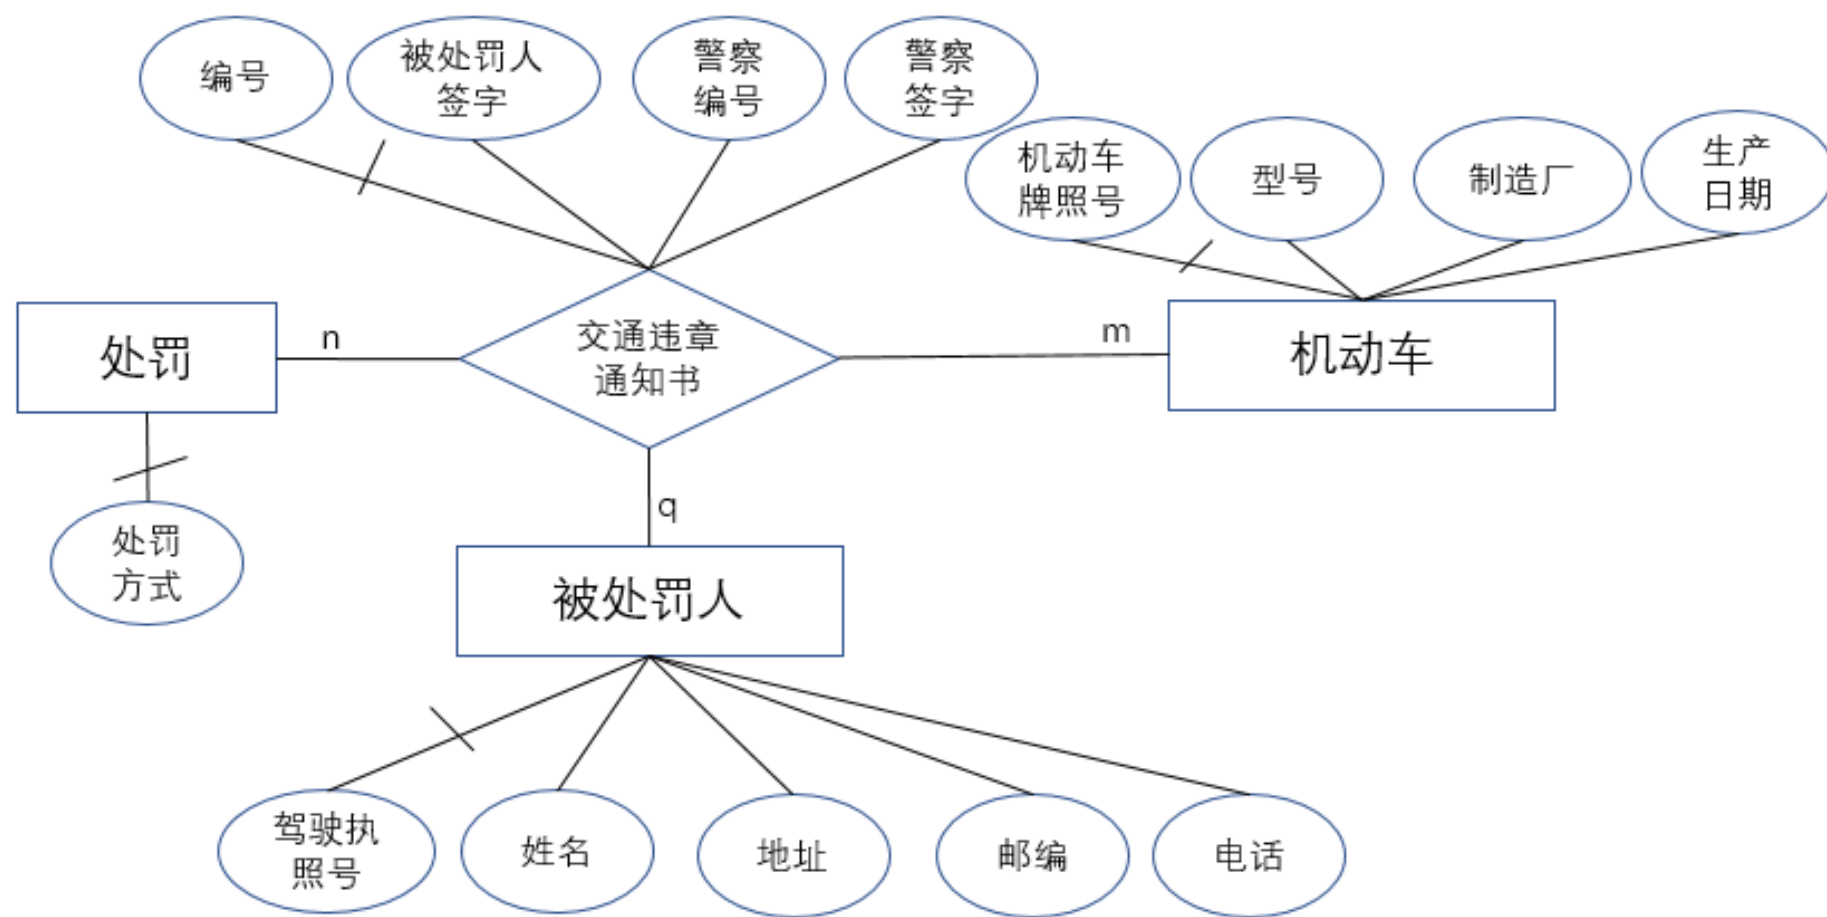 编号
被处罚人
签字
警察
编号
警察
签字
机动车
牌照号
型号
制造厂
生产
日期
处罚
n
交通违章
通知书
m
机动车
q
处罚
方式
被处罚人
驾驶执
照号
姓名
地址
邮编
电话